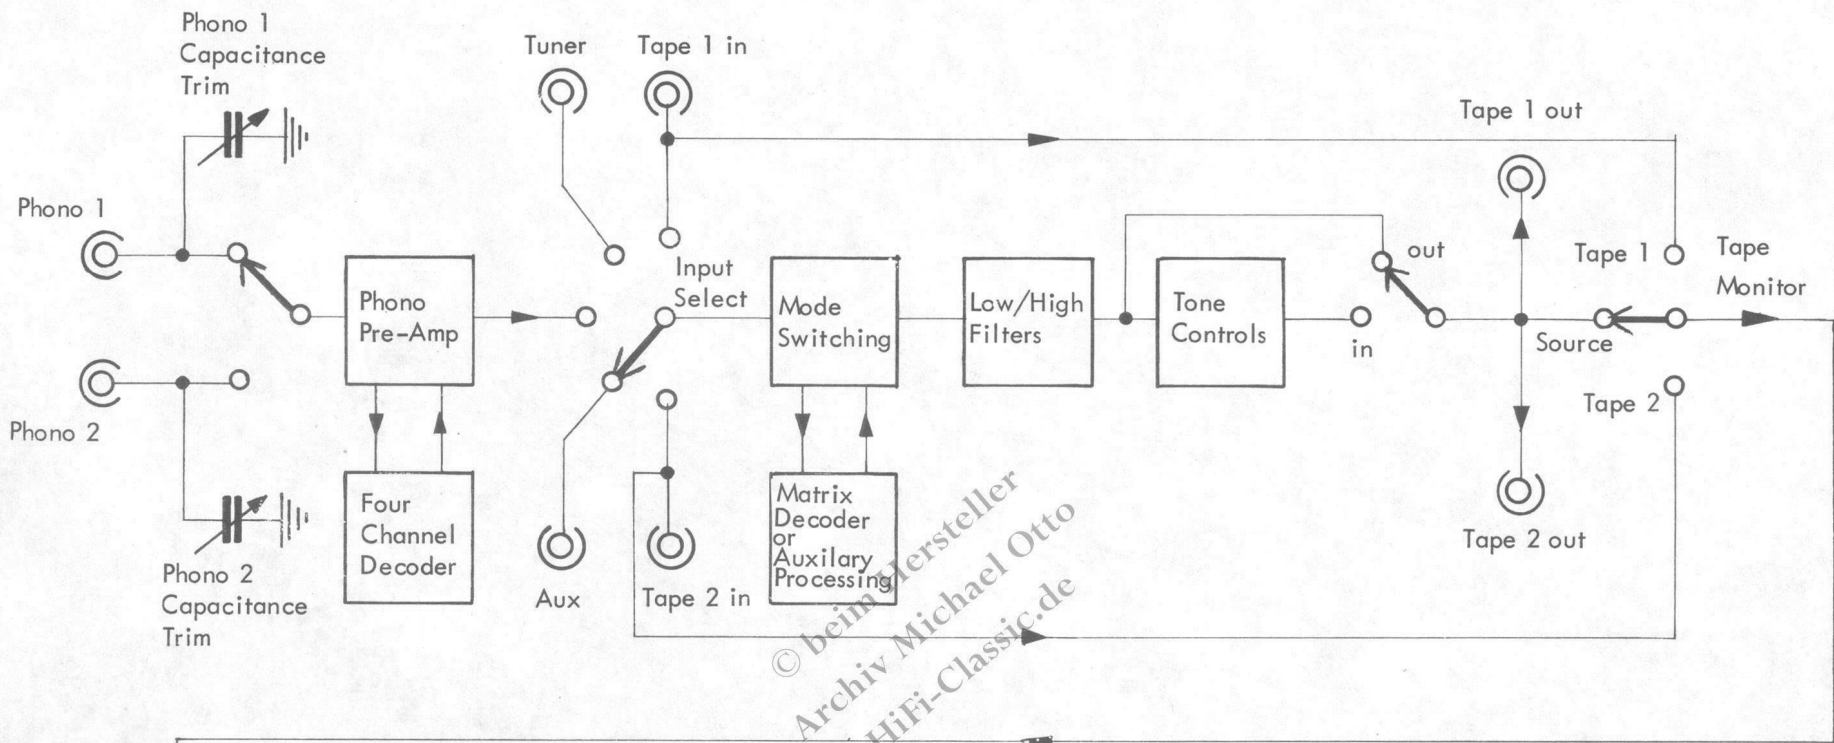 Phono 1
Capacitance
Trim
Tuner
Tape 1 in
Tape 1 out
Phono 1
Phono
Pre-Amp
Input
Select
Mode
Switching
Low/High
Filters
Tone
Controls
out
in
Tape 1
Tape
Monitor
Source
Tape 2
Phono 2
Four
Channel
Decoder
Matrix
Decoder
or
Auxilary
Processing
Tape 2 out
Phono 2
Capacitance
Trim
Aux
Tape 2 in
© beim Hersteller
Archiv Michael Otto
HiFi-Classic.de